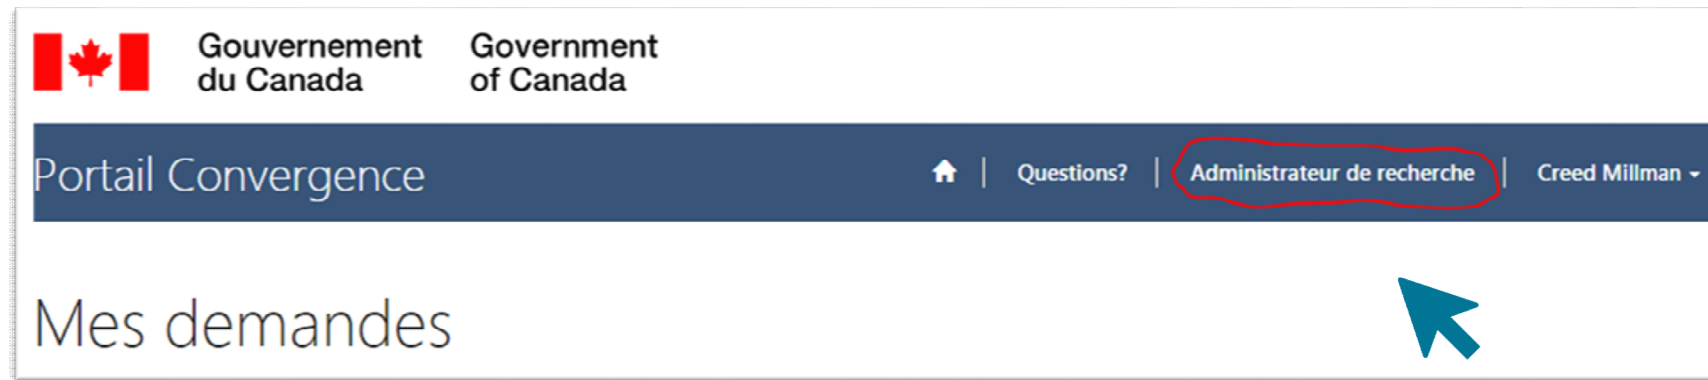 Gouvernement
du Canada
Government
of Canada
Portail Convergence
Questions?
Administrateur de recherche
Creed Millman
Mes demandes